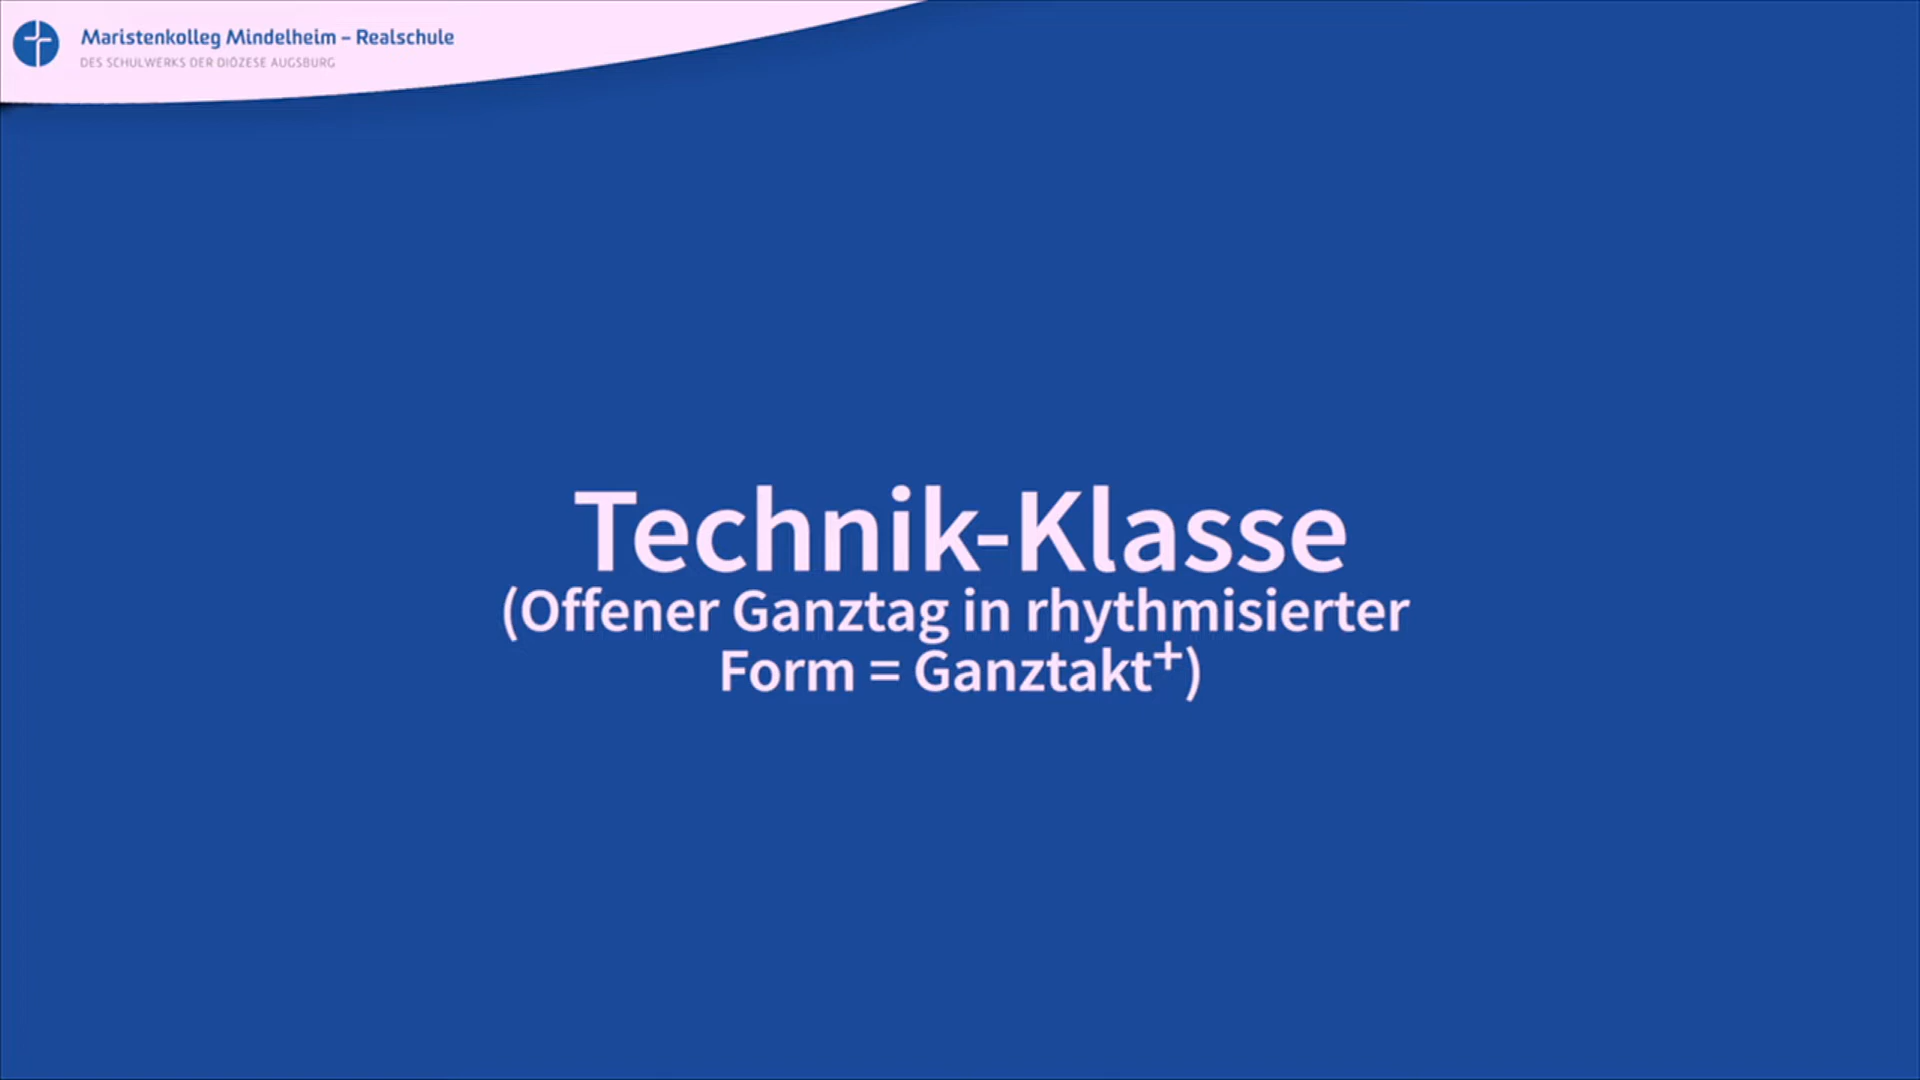 Maristenkolleg Mindelheim – Realschule
DES SCHULWERKS DER DIÖZESE AUGSBURG
Technik-Klasse
(Offener Ganztag in rhythmisierter
Form = Ganztakt⁺)